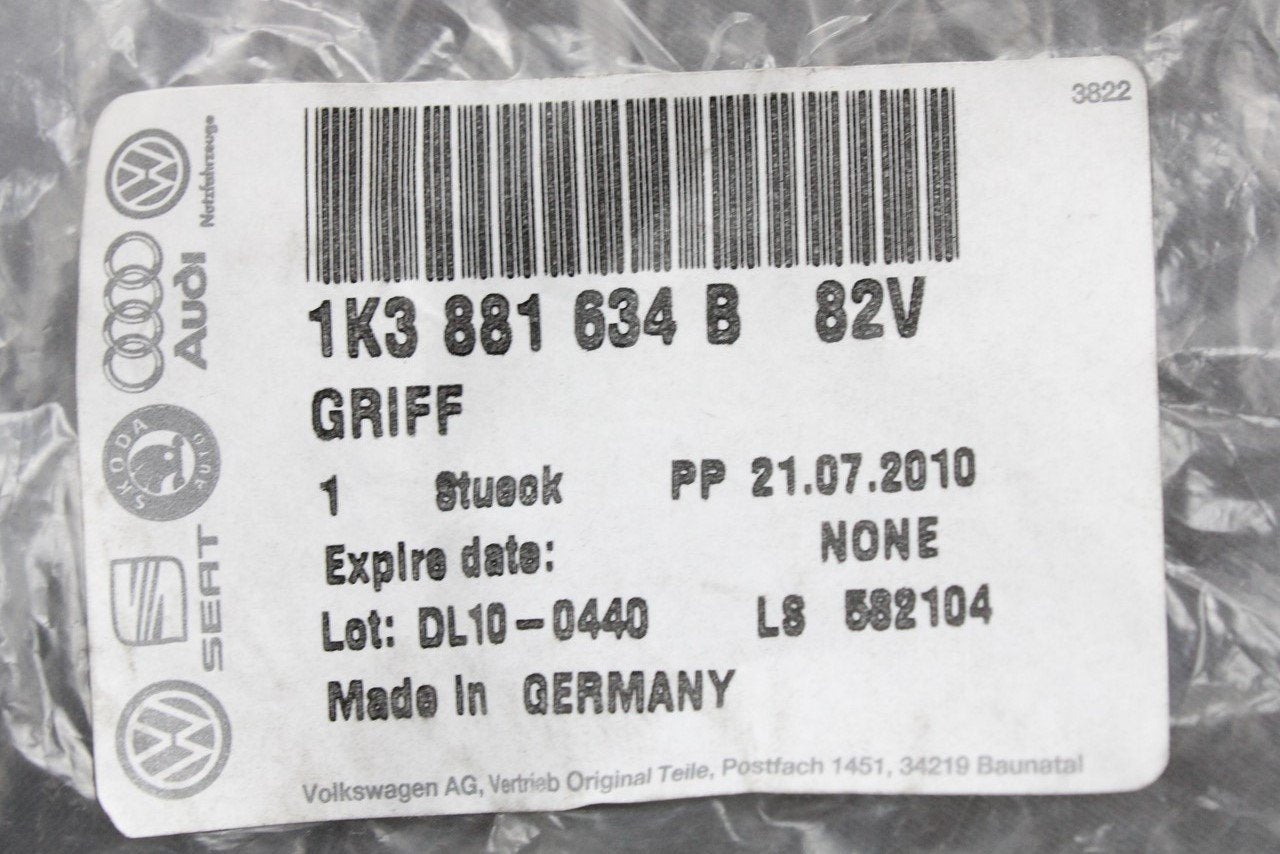 3822
1K3 881 634 B 82V
GRIFF
1 Stueck PP 21.07.2010
Expire date: NONE
Lot: DL10-0440 LS 582104
Made in GERMANY
Volkswagen AG, Vertrieb Original Teile, Postfach 1451, 34219 Baunatal
Nutzfahrzeuge
Audi
SKODA AUTO
SEAT